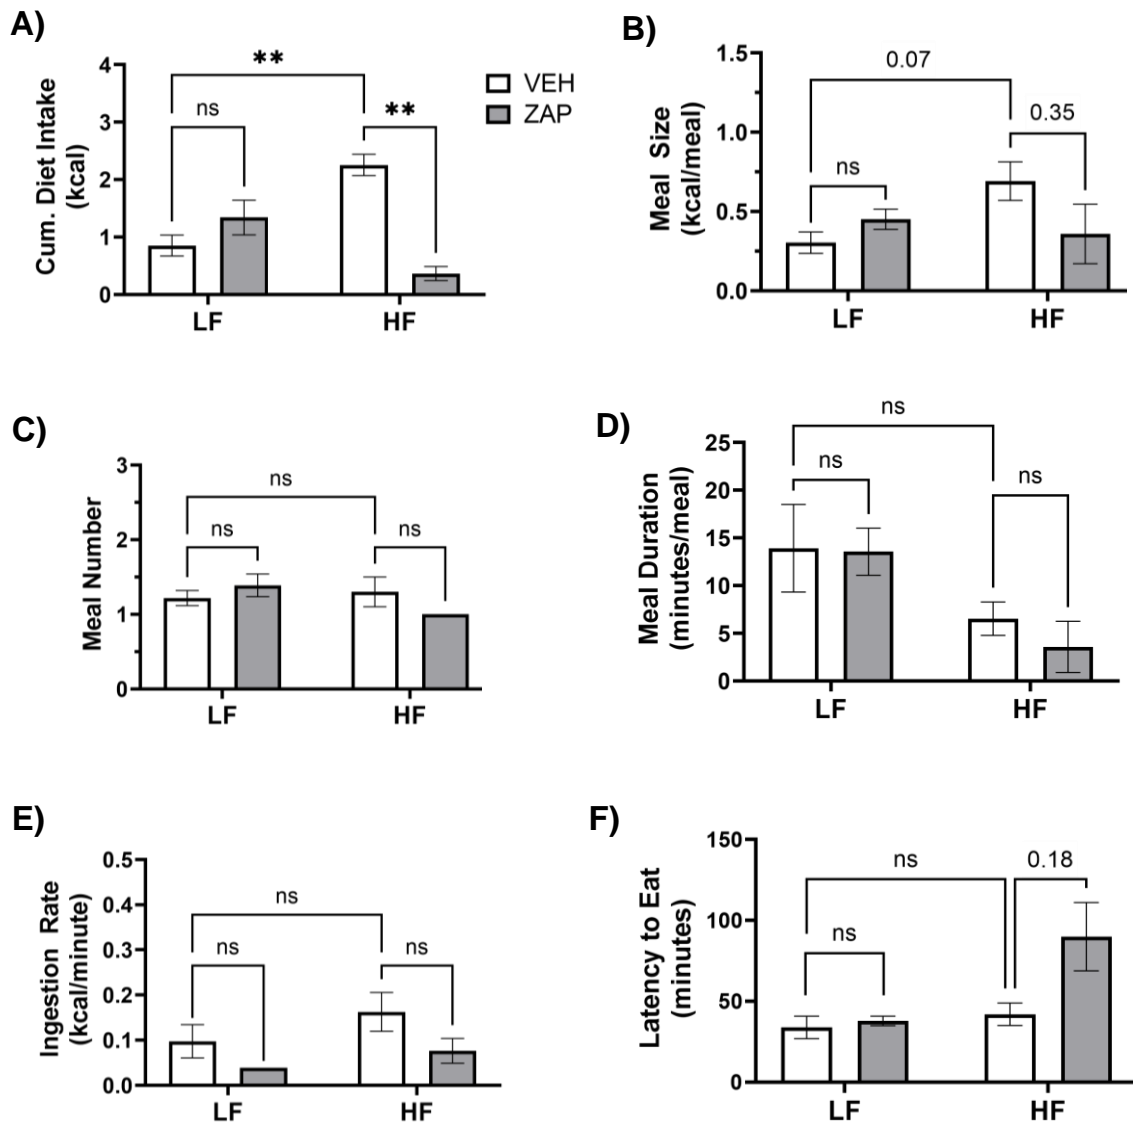 A)
Cum. Diet Intake
(kcal)
4
3
2
1
0
**
ns
**
LF
HF
VEH
ZAP
B)
Meal Size
(kcal/meal)
1.5
1.0
0.5
0.0
0.07
0.35
ns
LF
HF
C)
Meal Number
3
2
1
0
ns
ns
ns
LF
HF
D)
Meal Duration
(minutes/meal)
25
20
15
10
5
0
ns
ns
ns
LF
HF
E)
Ingestion Rate
(kcal/minute)
0.5
0.4
0.3
0.2
0.1
0.0
ns
ns
ns
LF
HF
F)
Latency to Eat
(minutes)
150
100
50
0
ns
0.18
ns
LF
HF